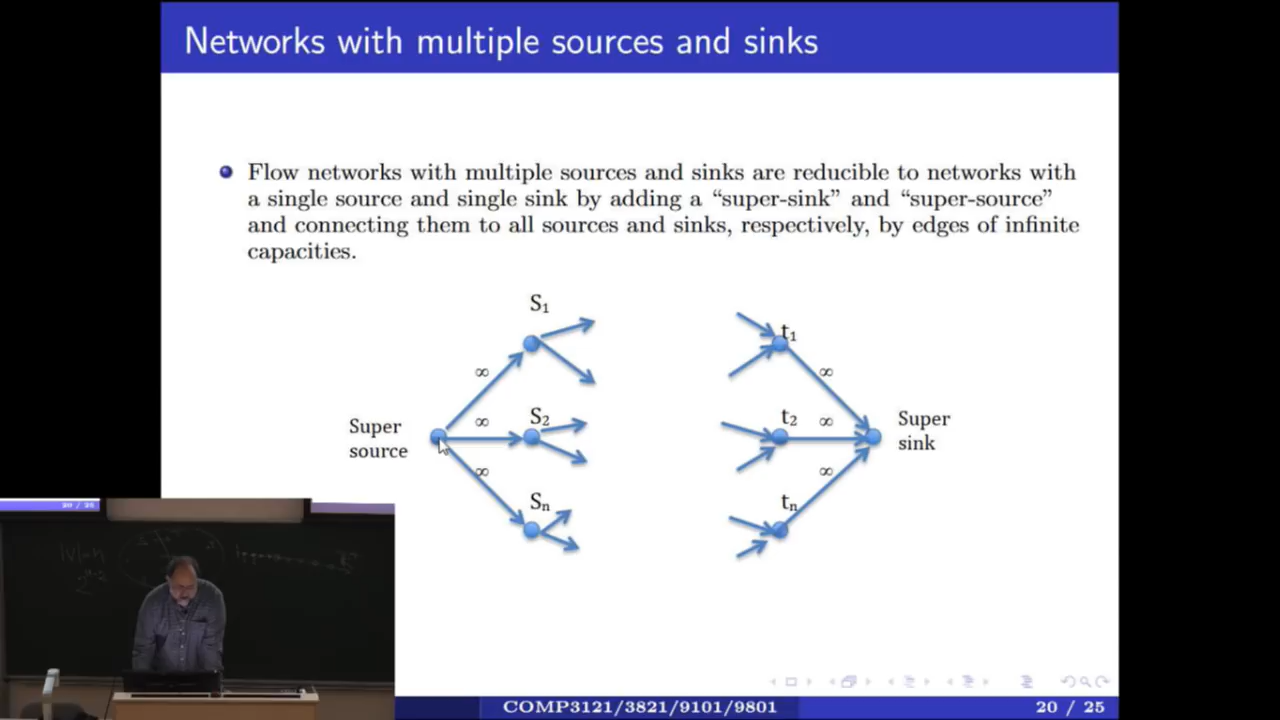 Networks with multiple sources and sinks
Flow networks with multiple sources and sinks are reducible to networks with
a single source and single sink by adding a “super-sink” and “super-source”
and connecting them to all sources and sinks, respectively, by edges of infinite
capacities.
S1
t1
∞
∞
Super
source
∞
S2
t2
∞
Super
sink
∞
∞
Sn
tn
20 / 25
COMP3121/3821/9101/9801
20 / 25